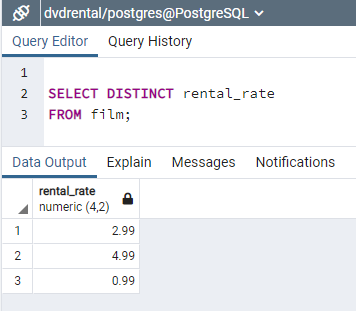 dvdrental/postgres@PostgreSQL
Query Editor Query History
1
2 SELECT DISTINCT rental_rate
3 FROM film;
Data Output Explain Messages Notifications
rental_rate
numeric (4,2)
1 2.99
2 4.99
3 0.99